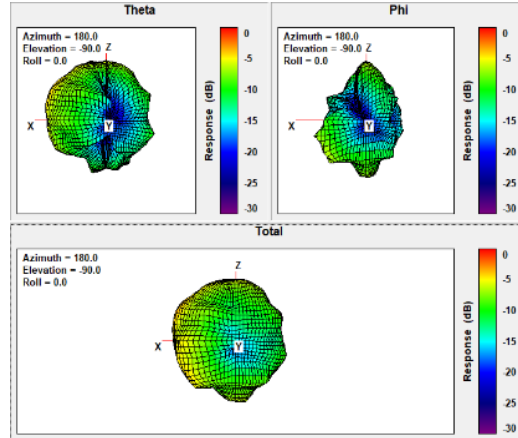 Theta
Azimuth = 180.0
Elevation = -90.0
Roll = 0.0
Z
X
Y
0
-5
-10
-15
-20
-25
-30
Response (dB)
Phi
Azimuth = 180.0
Elevation = -90.0
Roll = 0.0
Z
X
Y
0
-5
-10
-15
-20
-25
-30
Response (dB)
Total
Azimuth = 180.0
Elevation = -90.0
Roll = 0.0
Z
X
Y
0
-5
-10
-15
-20
-25
-30
Response (dB)